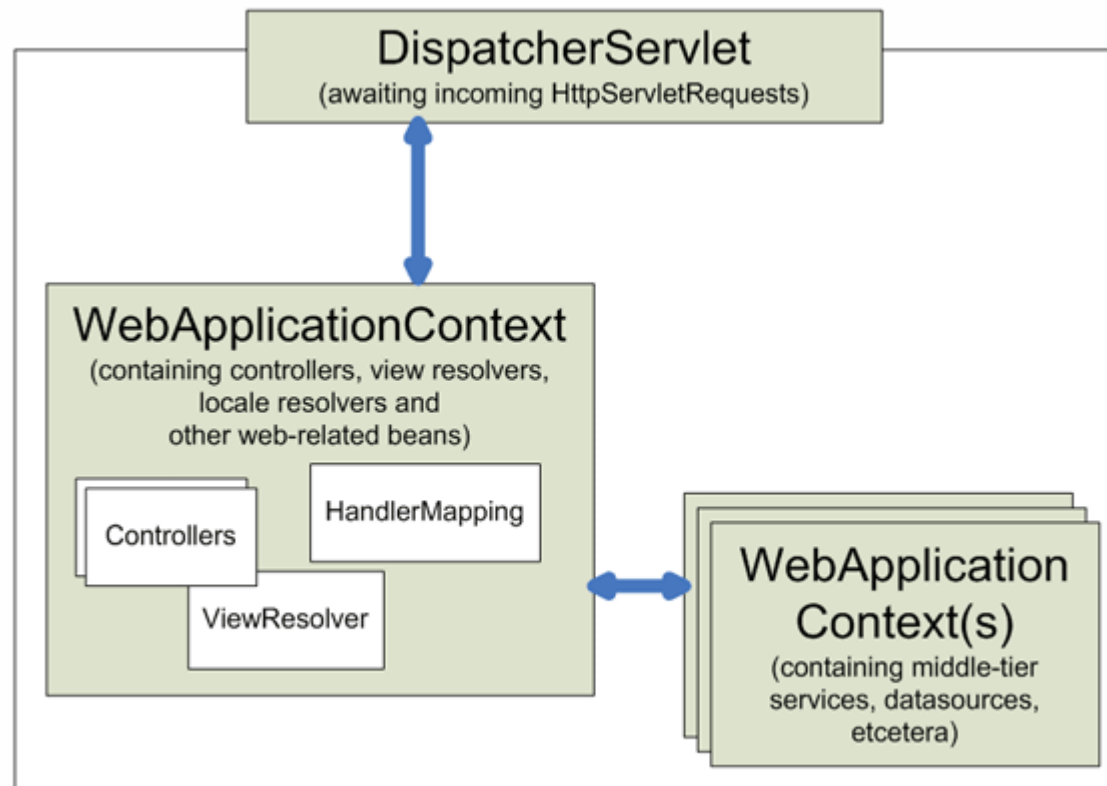 DispatcherServlet
(awaiting incoming HttpServletRequests)
WebApplicationContext
(containing controllers, view resolvers,
locale resolvers and
other web-related beans)
HandlerMapping
Controllers
ViewResolver
WebApplication
Context(s)
(containing middle-tier
services, datasources,
etcetera)